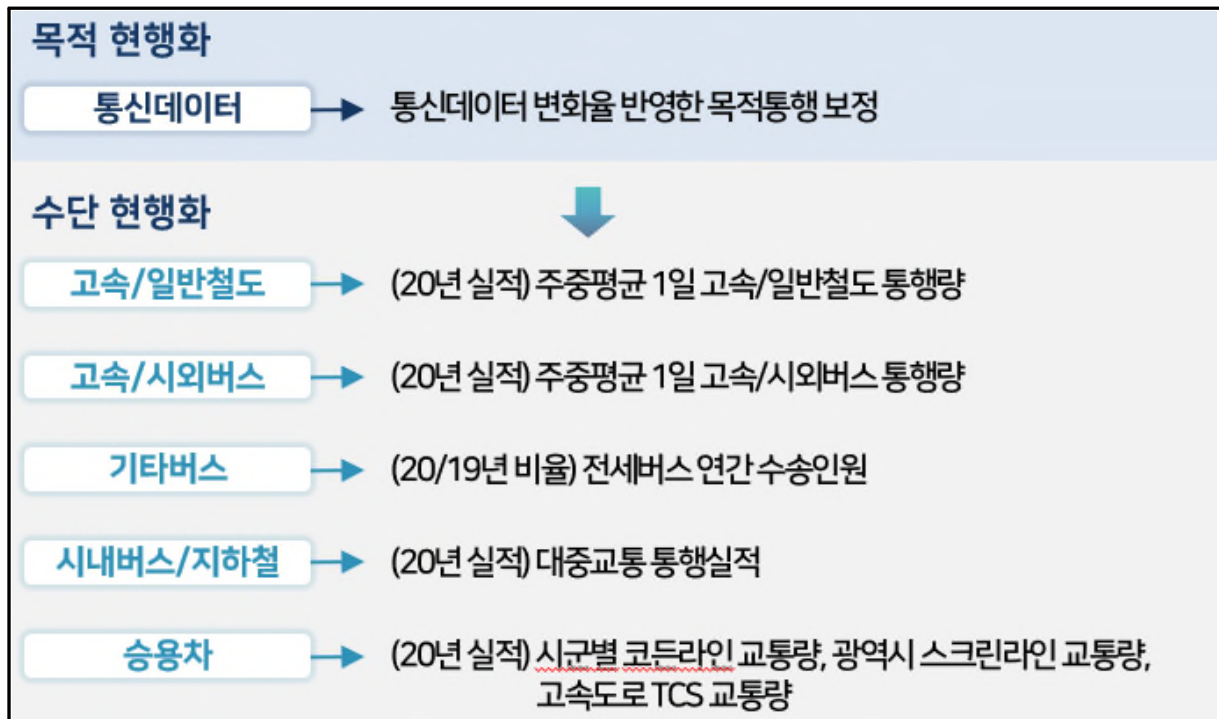 목적 현행화
통신데이터 통신데이터 변화율 반영한 목적통행 보정
수단 현행화
고속/일반철도 (20년 실적) 주중평균 1일 고속/일반철도 통행량
고속/시외버스 (20년 실적) 주중평균 1일 고속/시외버스 통행량
기타버스 (20/19년 비율) 전세버스 연간 수송인원
시내버스/지하철 (20년 실적) 대중교통 통행실적
승용차 (20년 실적) 시군별 코든라인 교통량, 광역시 스크린라인 교통량,
고속도로 TCS 교통량